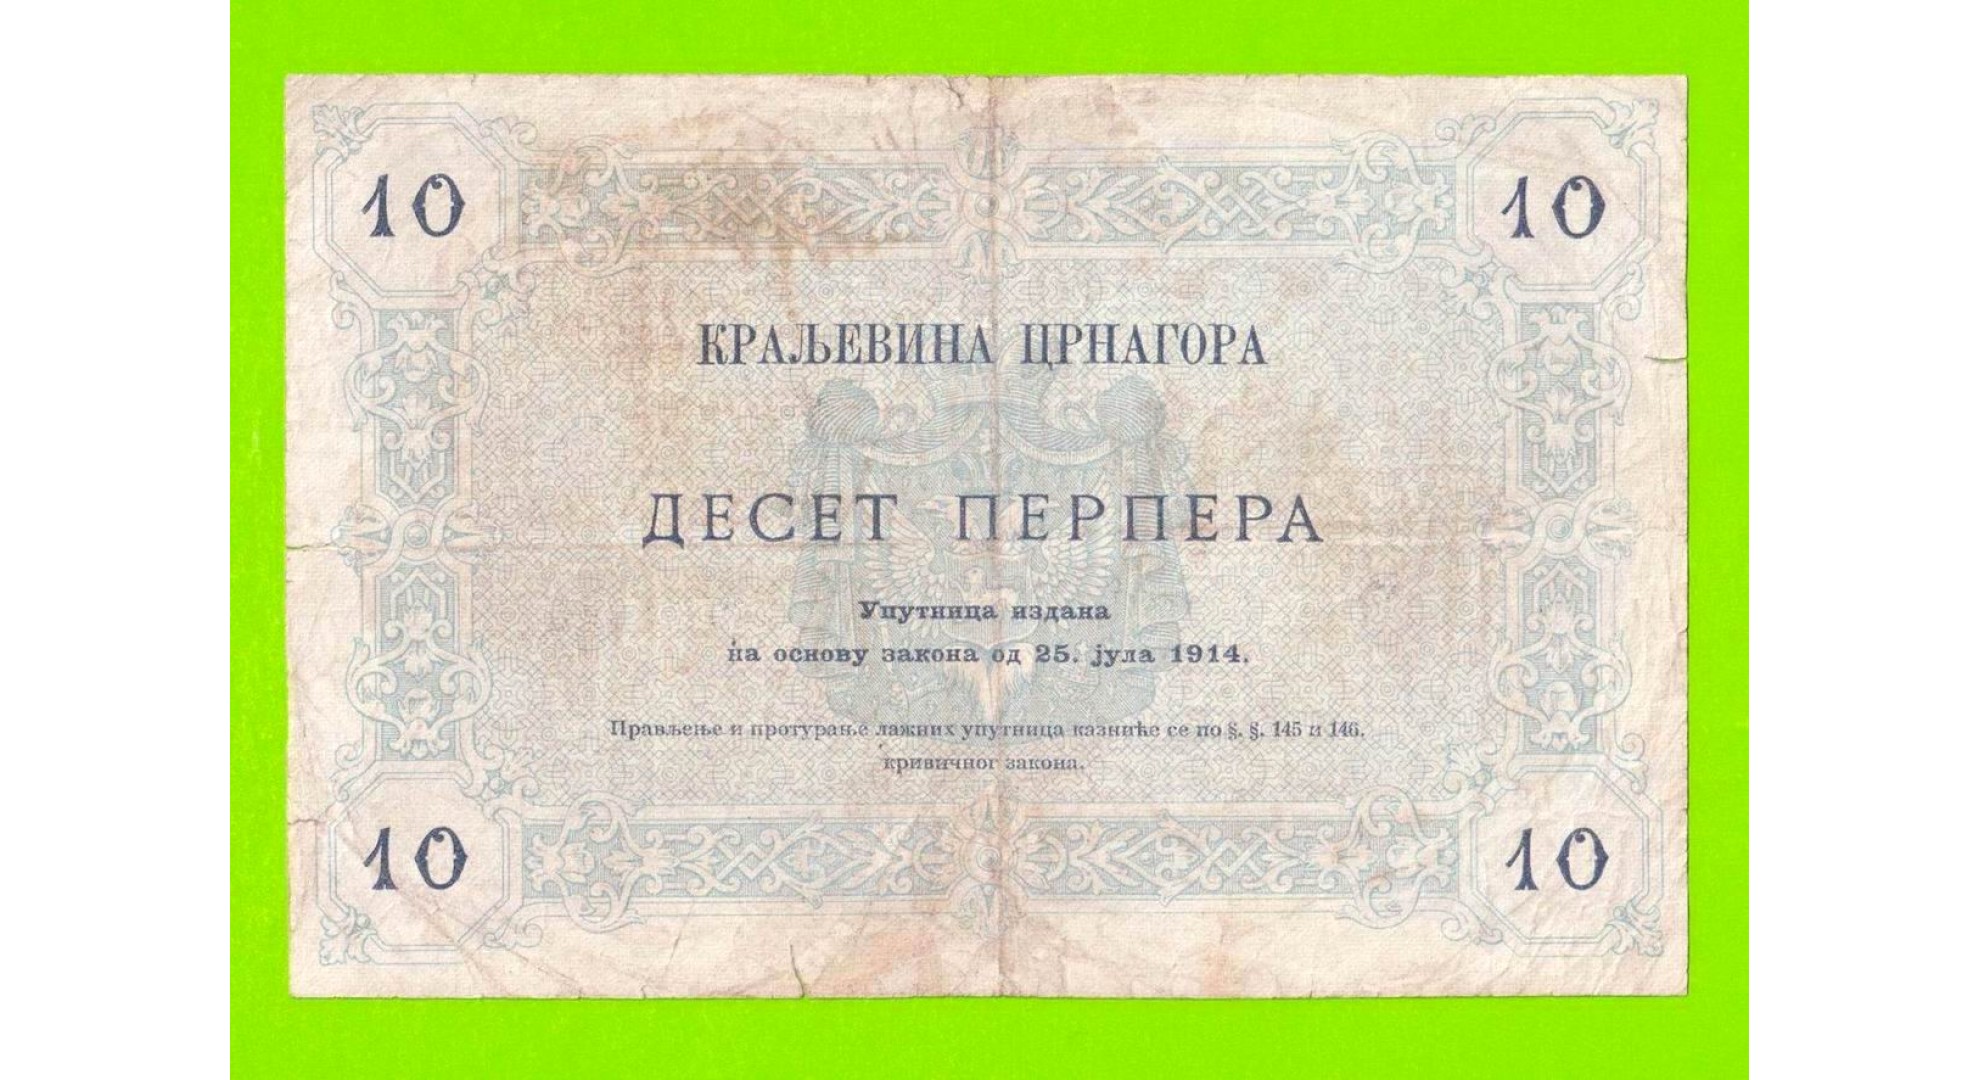 10 10
КРАЉЕВИНА ЦРНАГОРА
ДЕСЕТ ПЕРПЕРА
Упутница издана
на основу закона од 25. јула 1914.
Прављење и протурање лажних упутница казниће се по §. §. 145 и 146.
кривичног закона.
10 10